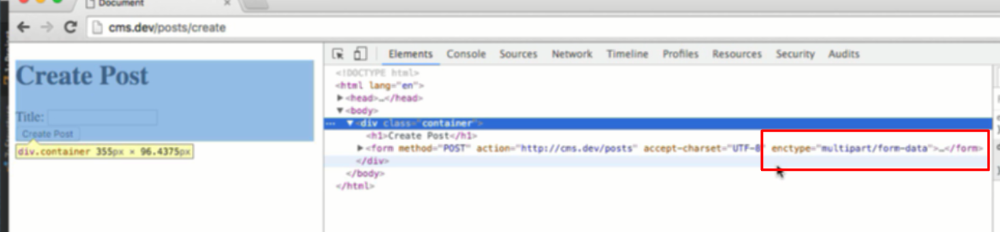 Document
cms.dev/posts/create
Create Post
Title:
Create Post
div.container 355px × 96.4375px
Elements Console Sources Network Timeline Profiles Resources Security Audits
<!DOCTYPE html>
<html lang="en">
<head>…</head>
<body>
<div class="container">
<h1>Create Post</h1>
<form method="POST" action="http://cms.dev/posts" accept-charset="UTF-8" enctype="multipart/form-data">…</form>
</div>
</body>
</html>